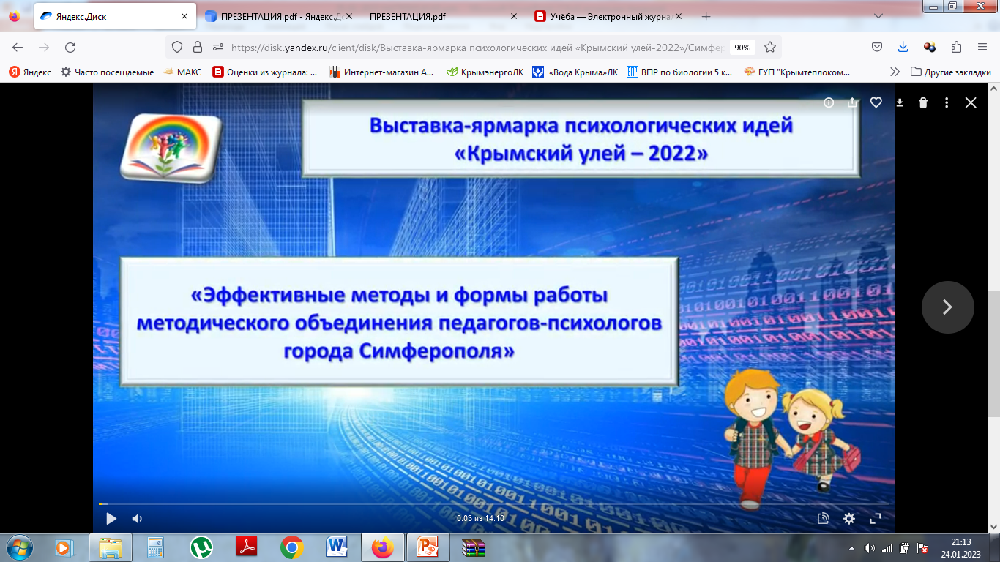 Яндекс.Диск
ПРЕЗЕНТАЦИЯ.pdf - Яндекс.Д
ПРЕЗЕНТАЦИЯ.pdf
Учёба — Электронный журна
https://disk.yandex.ru/client/disk/Выставка-ярмарка психологических идей «Крымский улей-2022»/Симфер
90%
Яндекс
Часто посещаемые
МАКС
Оценки из журнала: ...
Интернет-магазин А...
КрымэнергоЛК
«Вода Крыма»ЛК
ВПР по биологии 5 к...
ГУП "Крымтеплоком...
Другие закладки
Выставка-ярмарка психологических идей
«Крымский улей – 2022»
«Эффективные методы и формы работы
методического объединения педагогов-психологов
города Симферополя»
0:03 из 14:10
21:13
24.01.2023